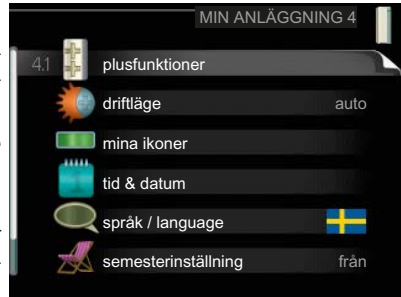 MIN ANLÄGGNING 4
4.1 plusfunktioner
driftläge auto
mina ikoner
tid & datum
språk / language
semesterinställning från